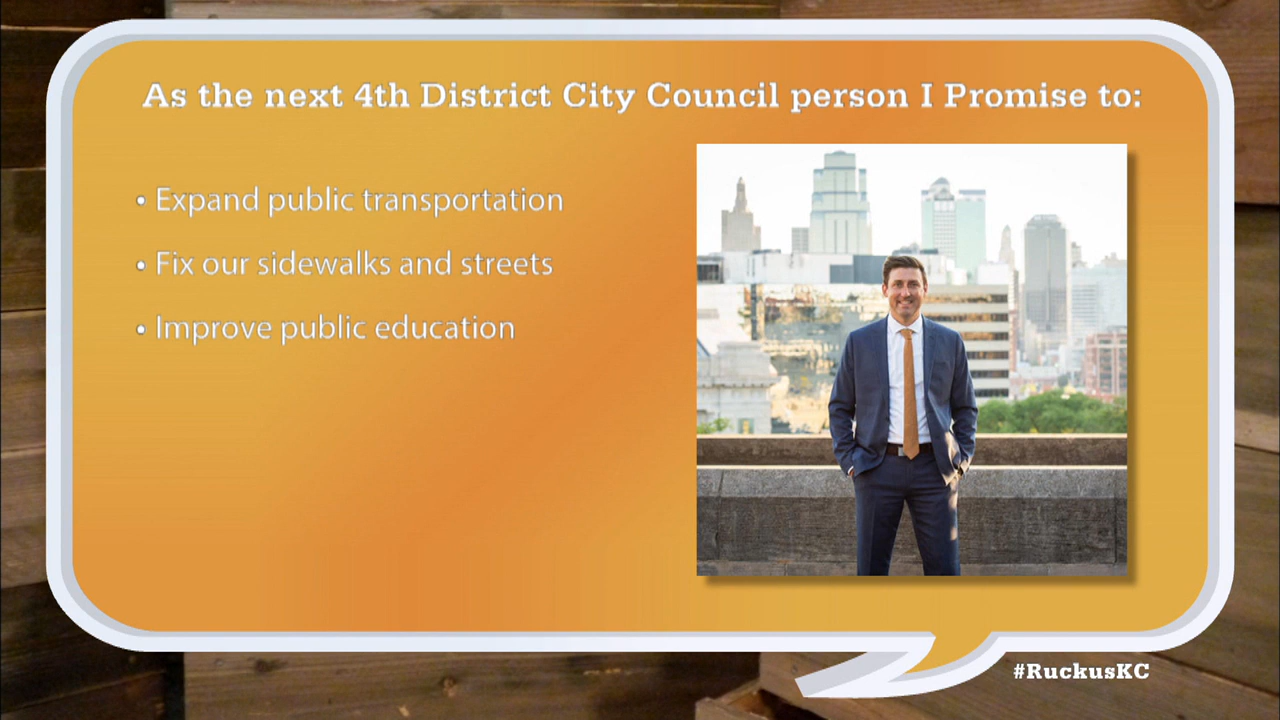 As the next 4th District City Council person I Promise to:
• Expand public transportation
• Fix our sidewalks and streets
• Improve public education
#RuckusKC